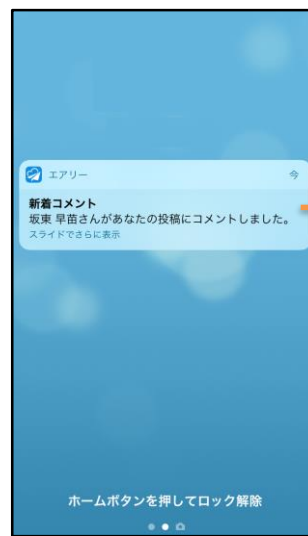 エアリー 今
新着コメント
坂東 早苗さんがあなたの投稿にコメントしました。
スライドでさらに表示
ホームボタンを押してロック解除